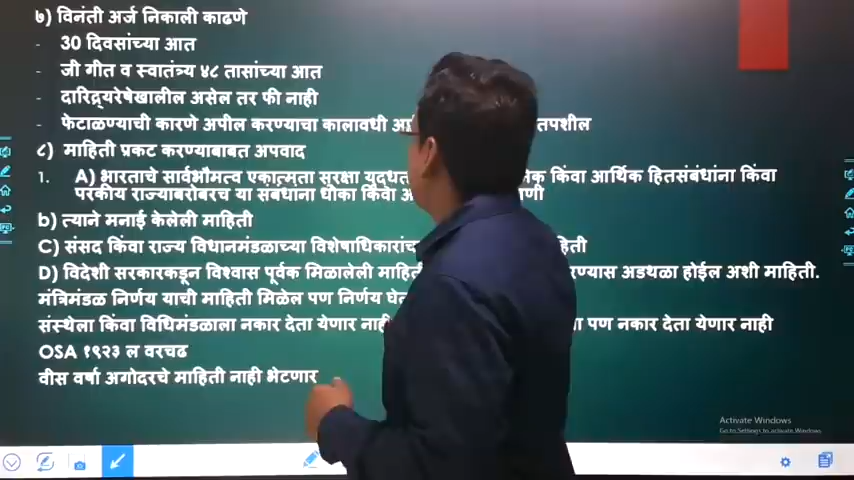 ७) विनंती अर्ज निकाली काढणे
- 30 दिवसांच्या आत
- जी गीत व स्वातंत्र्य ४८ तासांच्या आत
- दारिद्र्यरेषेखालील असेल तर फी नाही
- फेटाळण्याची कारणे अपील करण्याचा कालावधी तपशील
८) माहिती प्रकट करण्याबाबत अपवाद
1. A) भारताचे सार्वभौमत्व एकात्मता सुरक्षा किंवा आर्थिक हितसंबंधांना किंवा
परकीय राज्याबरोबरच या संबंधांना धोका किंवा
b) त्याने मनाई केलेली माहिती
C) संसद किंवा राज्य विधानमंडळाच्या
D) विदेशी सरकारकडून विश्वास पूर्वक मिळालेली अडथळा होईल अशी माहिती.
मंत्रिमंडळ निर्णय याची माहिती मिळेल पण निर्णय
संस्थेला किंवा विधिमंडळाला नकार देता येणार पण नकार देता येणार नाही
OSA १९२३ ल वरचढ
वीस वर्षा अगोदरचे माहिती नाही भेटणार
Activate Windows
Go to Settings to activate Windows.